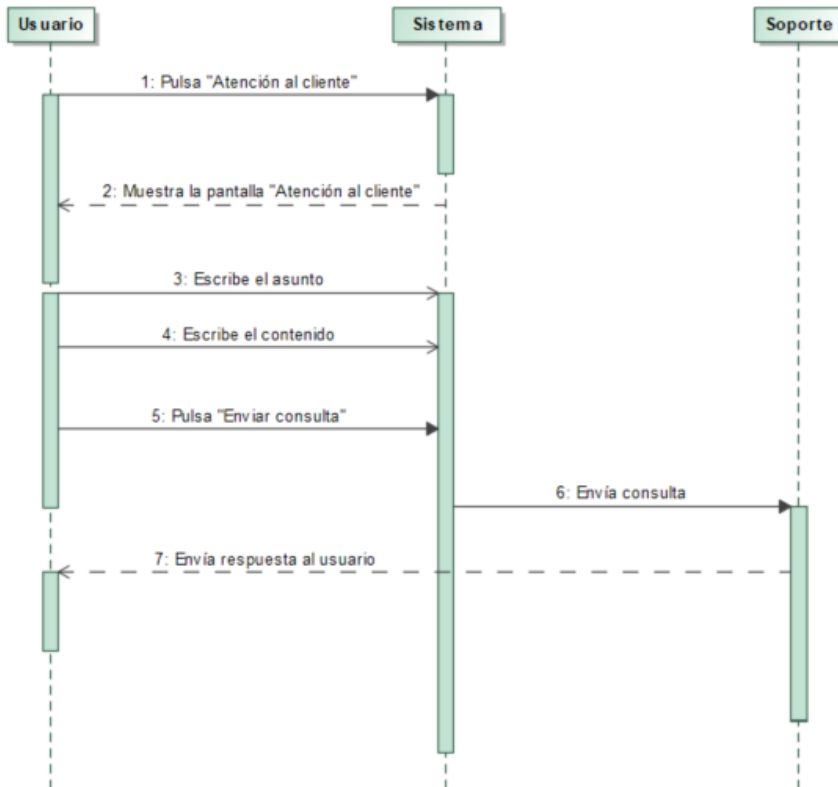 Usuario
Sistema
Soporte
1: Pulsa "Atención al cliente"
2: Muestra la pantalla "Atención al cliente"
3: Escribe el asunto
4: Escribe el contenido
5: Pulsa "Enviar consulta"
6: Envía consulta
7: Envía respuesta al usuario